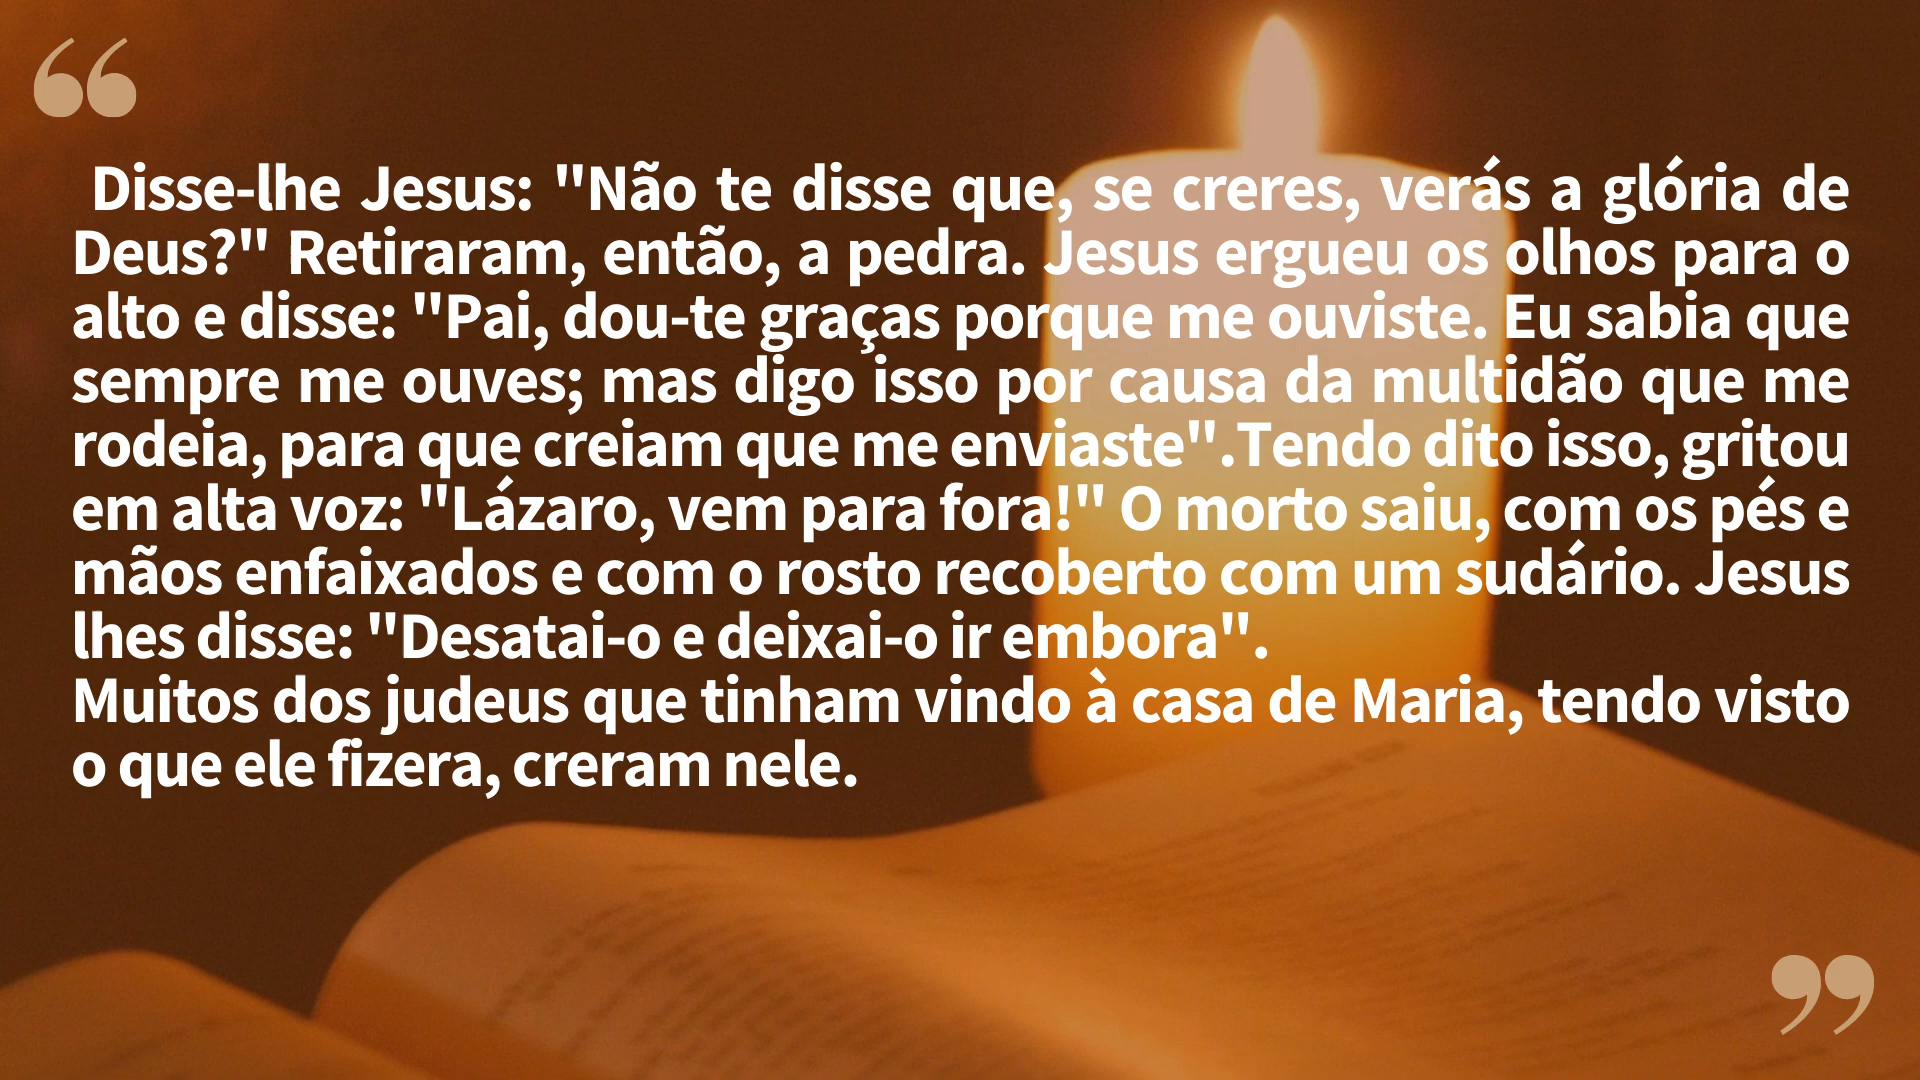 “
Disse-lhe Jesus: "Não te disse que, se creres, verás a glória de
Deus?" Retiraram, então, a pedra. Jesus ergueu os olhos para o
alto e disse: "Pai, dou-te graças porque me ouviste. Eu sabia que
sempre me ouves; mas digo isso por causa da multidão que me
rodeia, para que creiam que me enviaste".Tendo dito isso, gritou
em alta voz: "Lázaro, vem para fora!" O morto saiu, com os pés e
mãos enfaixados e com o rosto recoberto com um sudário. Jesus
lhes disse: "Desatai-o e deixai-o ir embora".
Muitos dos judeus que tinham vindo à casa de Maria, tendo visto
o que ele fizera, creram nele.
”